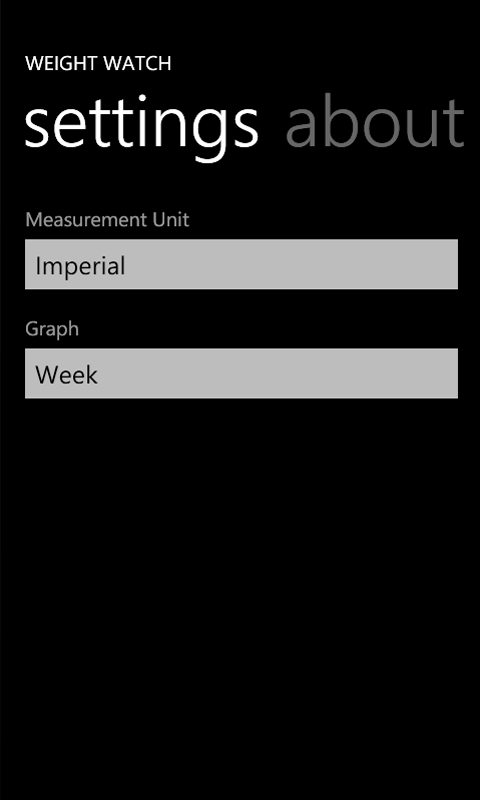 WEIGHT WATCH
settings about
Measurement Unit
Imperial
Graph
Week